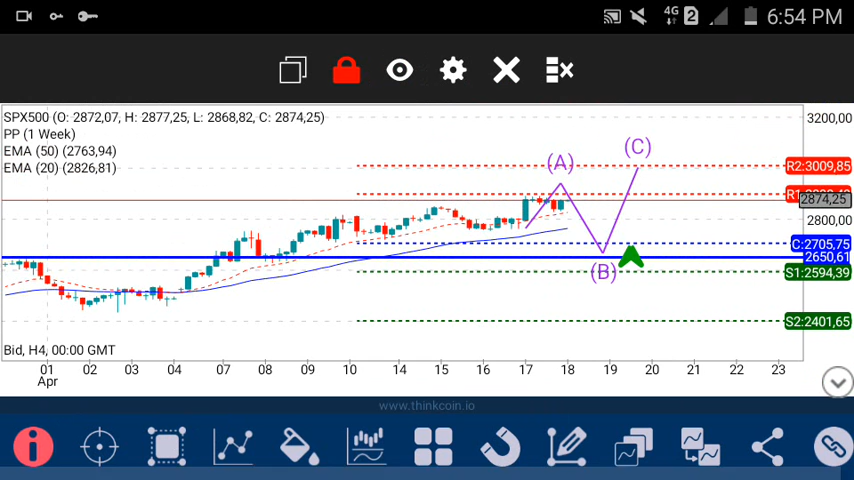 4G
2
6:54 PM
SPX500 (O: 2872,07, H: 2877,25, L: 2868,82, C: 2874,25)
PP (1 Week)
EMA (50) (2763,94)
EMA (20) (2826,81)
3200,00
(C)
(A)
R2:3009,85
2874,25
2800,00
C:2705,75
2650,61
(B)
S1:2594,39
S2:2401,65
Bid, H4, 00:00 GMT
01 02 03 04 07 08 09 10 14 15 16 17 18 19 20 21 22 23
Apr
www.thinkcoin.io